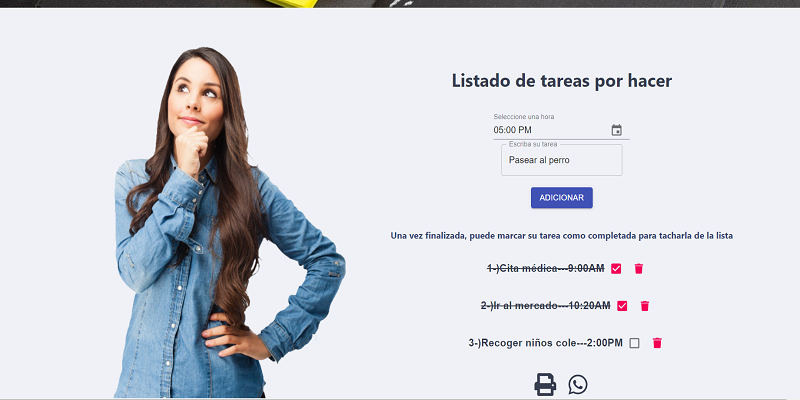 Listado de tareas por hacer
Seleccione una hora
05:00 PM
Escriba su tarea
Pasear al perro
ADICIONAR
Una vez finalizada, puede marcar su tarea como completada para tacharla de la lista
1-)Cita médica---9:00AM
2-)Ir al mercado---10:20AM
3-)Recoger niños cole---2:00PM